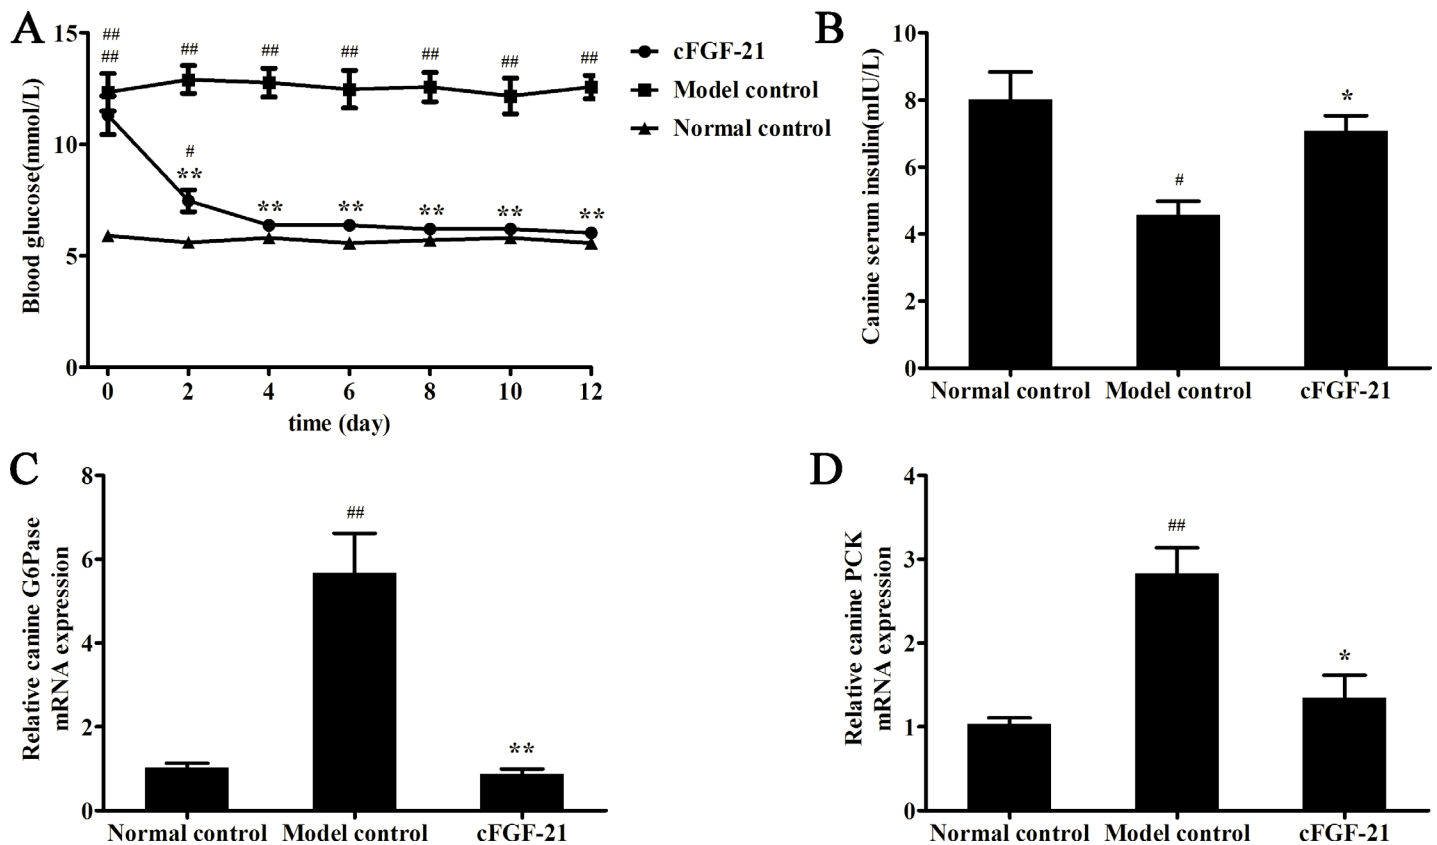 A
Blood glucose(mmol/L)
15
10
5
0
##
##
##
##
##
##
##
##
#
**
**
**
**
**
**
cFGF-21
Model control
Normal control
0 2 4 6 8 10 12
time (day)
B
Canine serum insulin(mIU/L)
10
8
6
4
2
0
#
*
Normal control Model control cFGF-21
C
Relative canine G6Pase
mRNA expression
8
6
4
2
0
##
**
Normal control Model control cFGF-21
D
Relative canine PCK
mRNA expression
4
3
2
1
0
##
*
Normal control Model control cFGF-21